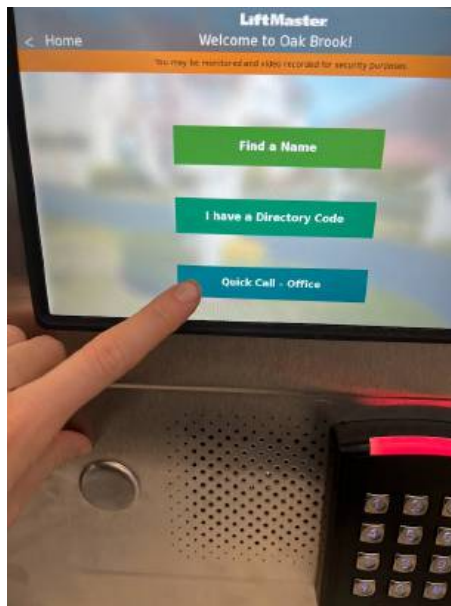 LiftMaster
< Home
Welcome to Oak Brook!
You may be monitored and video recorded for security purposes
Find a Name
I have a Directory Code
Quick Call - Office